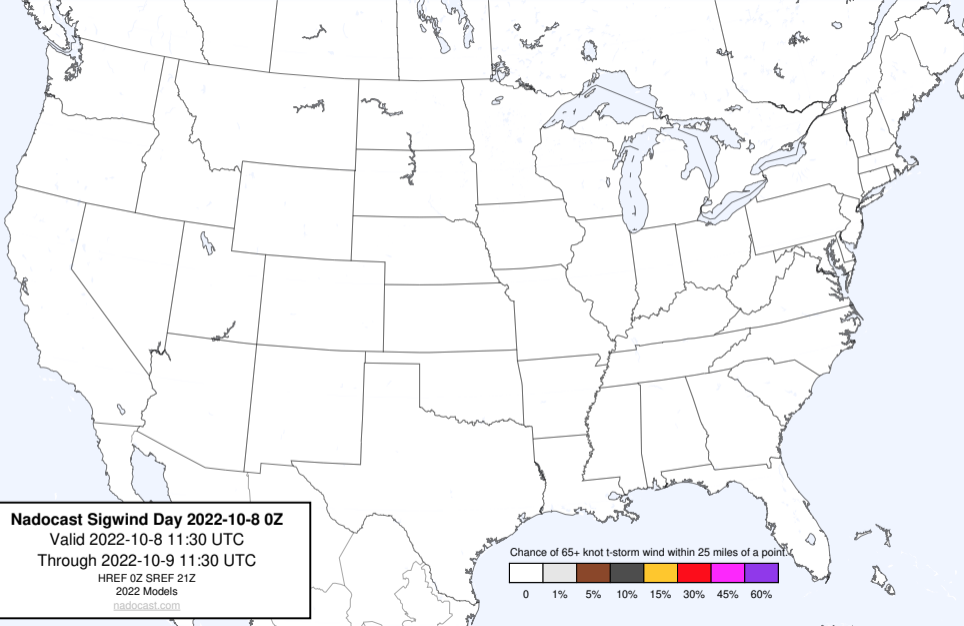 Nadocast Sigwind Day 2022-10-8 0Z
Valid 2022-10-8 11:30 UTC
Through 2022-10-9 11:30 UTC
HREF 0Z SREF 21Z
2022 Models
nadocast.com
Chance of 65+ knot t-storm wind within 25 miles of a point.
0 1% 5% 10% 15% 30% 45% 60%